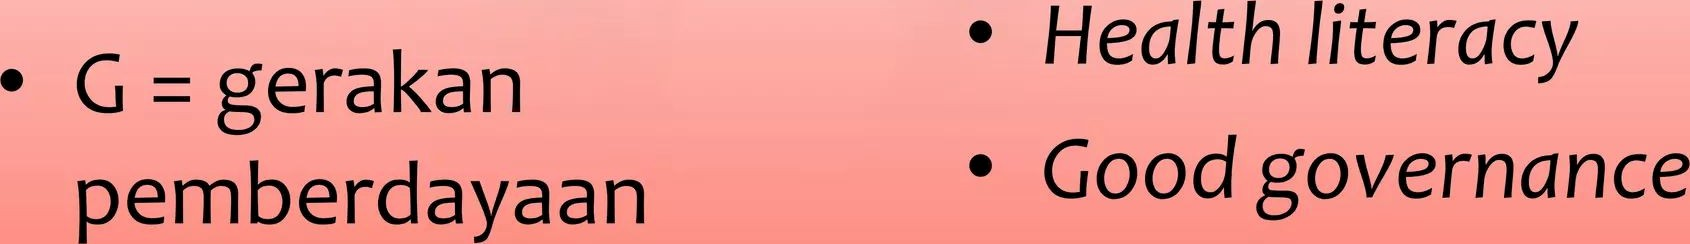 • G = gerakan
pemberdayaan
• Health literacy
• Good governance